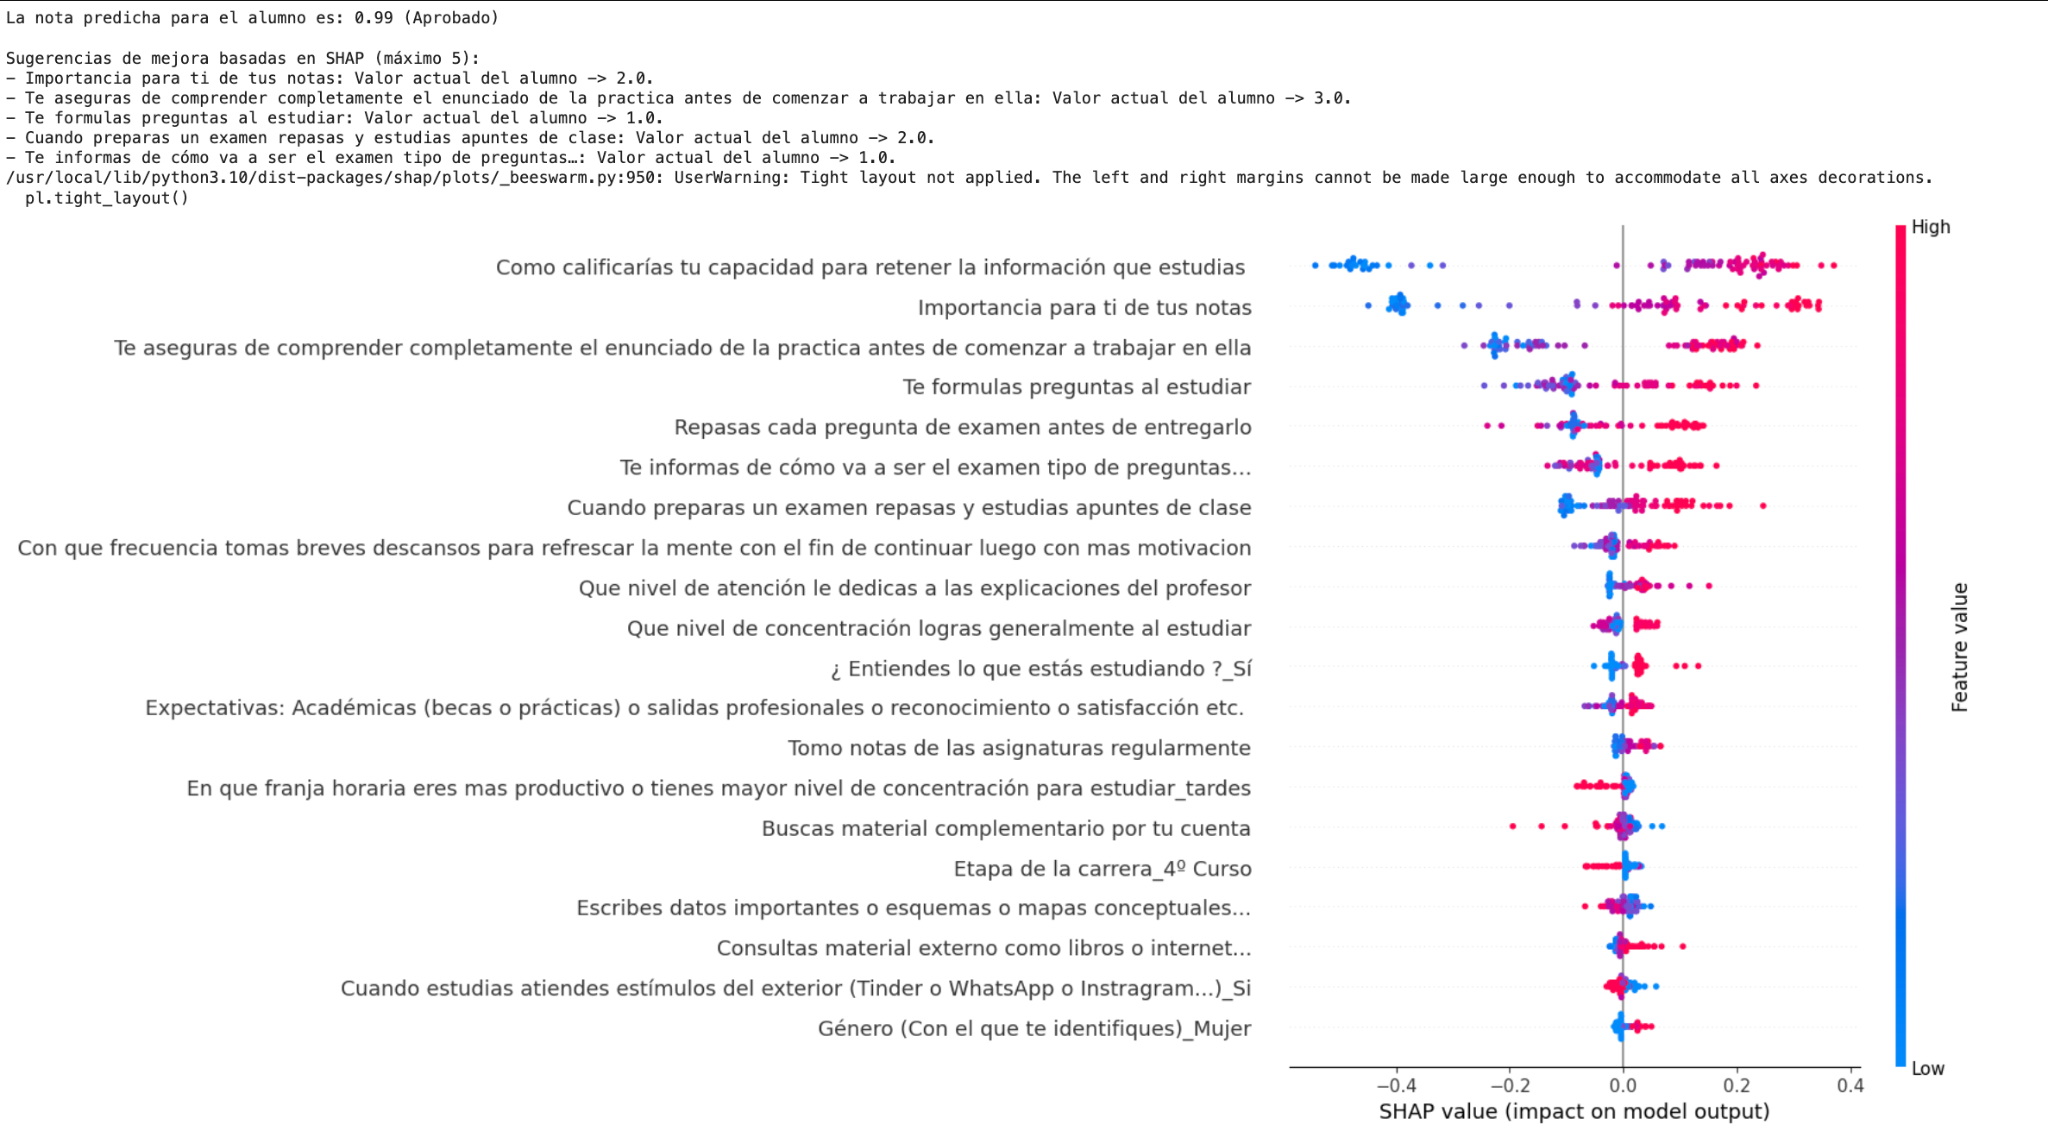 La nota predicha para el alumno es: 0.99 (Aprobado)
Sugerencias de mejora basadas en SHAP (máximo 5):
– Importancia para ti de tus notas: Valor actual del alumno –> 2.0.
– Te aseguras de comprender completamente el enunciado de la practica antes de comenzar a trabajar en ella: Valor actual del alumno –> 3.0.
– Te formulas preguntas al estudiar: Valor actual del alumno –> 1.0.
– Cuando preparas un examen repasas y estudias apuntes de clase: Valor actual del alumno –> 2.0.
– Te informas de cómo va a ser el examen tipo de preguntas…: Valor actual del alumno –> 1.0.
/usr/local/lib/python3.10/dist-packages/shap/plots/_beeswarm.py:950: UserWarning: Tight layout not applied. The left and right margins cannot be made large enough to accommodate all axes decorations.
pl.tight_layout()
High
Como calificarías tu capacidad para retener la información que estudias
Importancia para ti de tus notas
Te aseguras de comprender completamente el enunciado de la practica antes de comenzar a trabajar en ella
Te formulas preguntas al estudiar
Repasas cada pregunta de examen antes de entregarlo
Te informas de cómo va a ser el examen tipo de preguntas…
Cuando preparas un examen repasas y estudias apuntes de clase
Con que frecuencia tomas breves descansos para refrescar la mente con el fin de continuar luego con mas motivacion
Que nivel de atención le dedicas a las explicaciones del profesor
Que nivel de concentración logras generalmente al estudiar
¿ Entiendes lo que estás estudiando ?_Sí
Expectativas: Académicas (becas o prácticas) o salidas profesionales o reconocimiento o satisfacción etc.
Tomo notas de las asignaturas regularmente
En que franja horaria eres mas productivo o tienes mayor nivel de concentración para estudiar_tardes
Buscas material complementario por tu cuenta
Etapa de la carrera_4º Curso
Escribes datos importantes o esquemas o mapas conceptuales...
Consultas material externo como libros o internet...
Cuando estudias atiendes estímulos del exterior (Tinder o WhatsApp o Instragram...)_Si
Género (Con el que te identifiques)_Mujer
Feature value
Low
−0.4 −0.2 0.0 0.2 0.4
SHAP value (impact on model output)